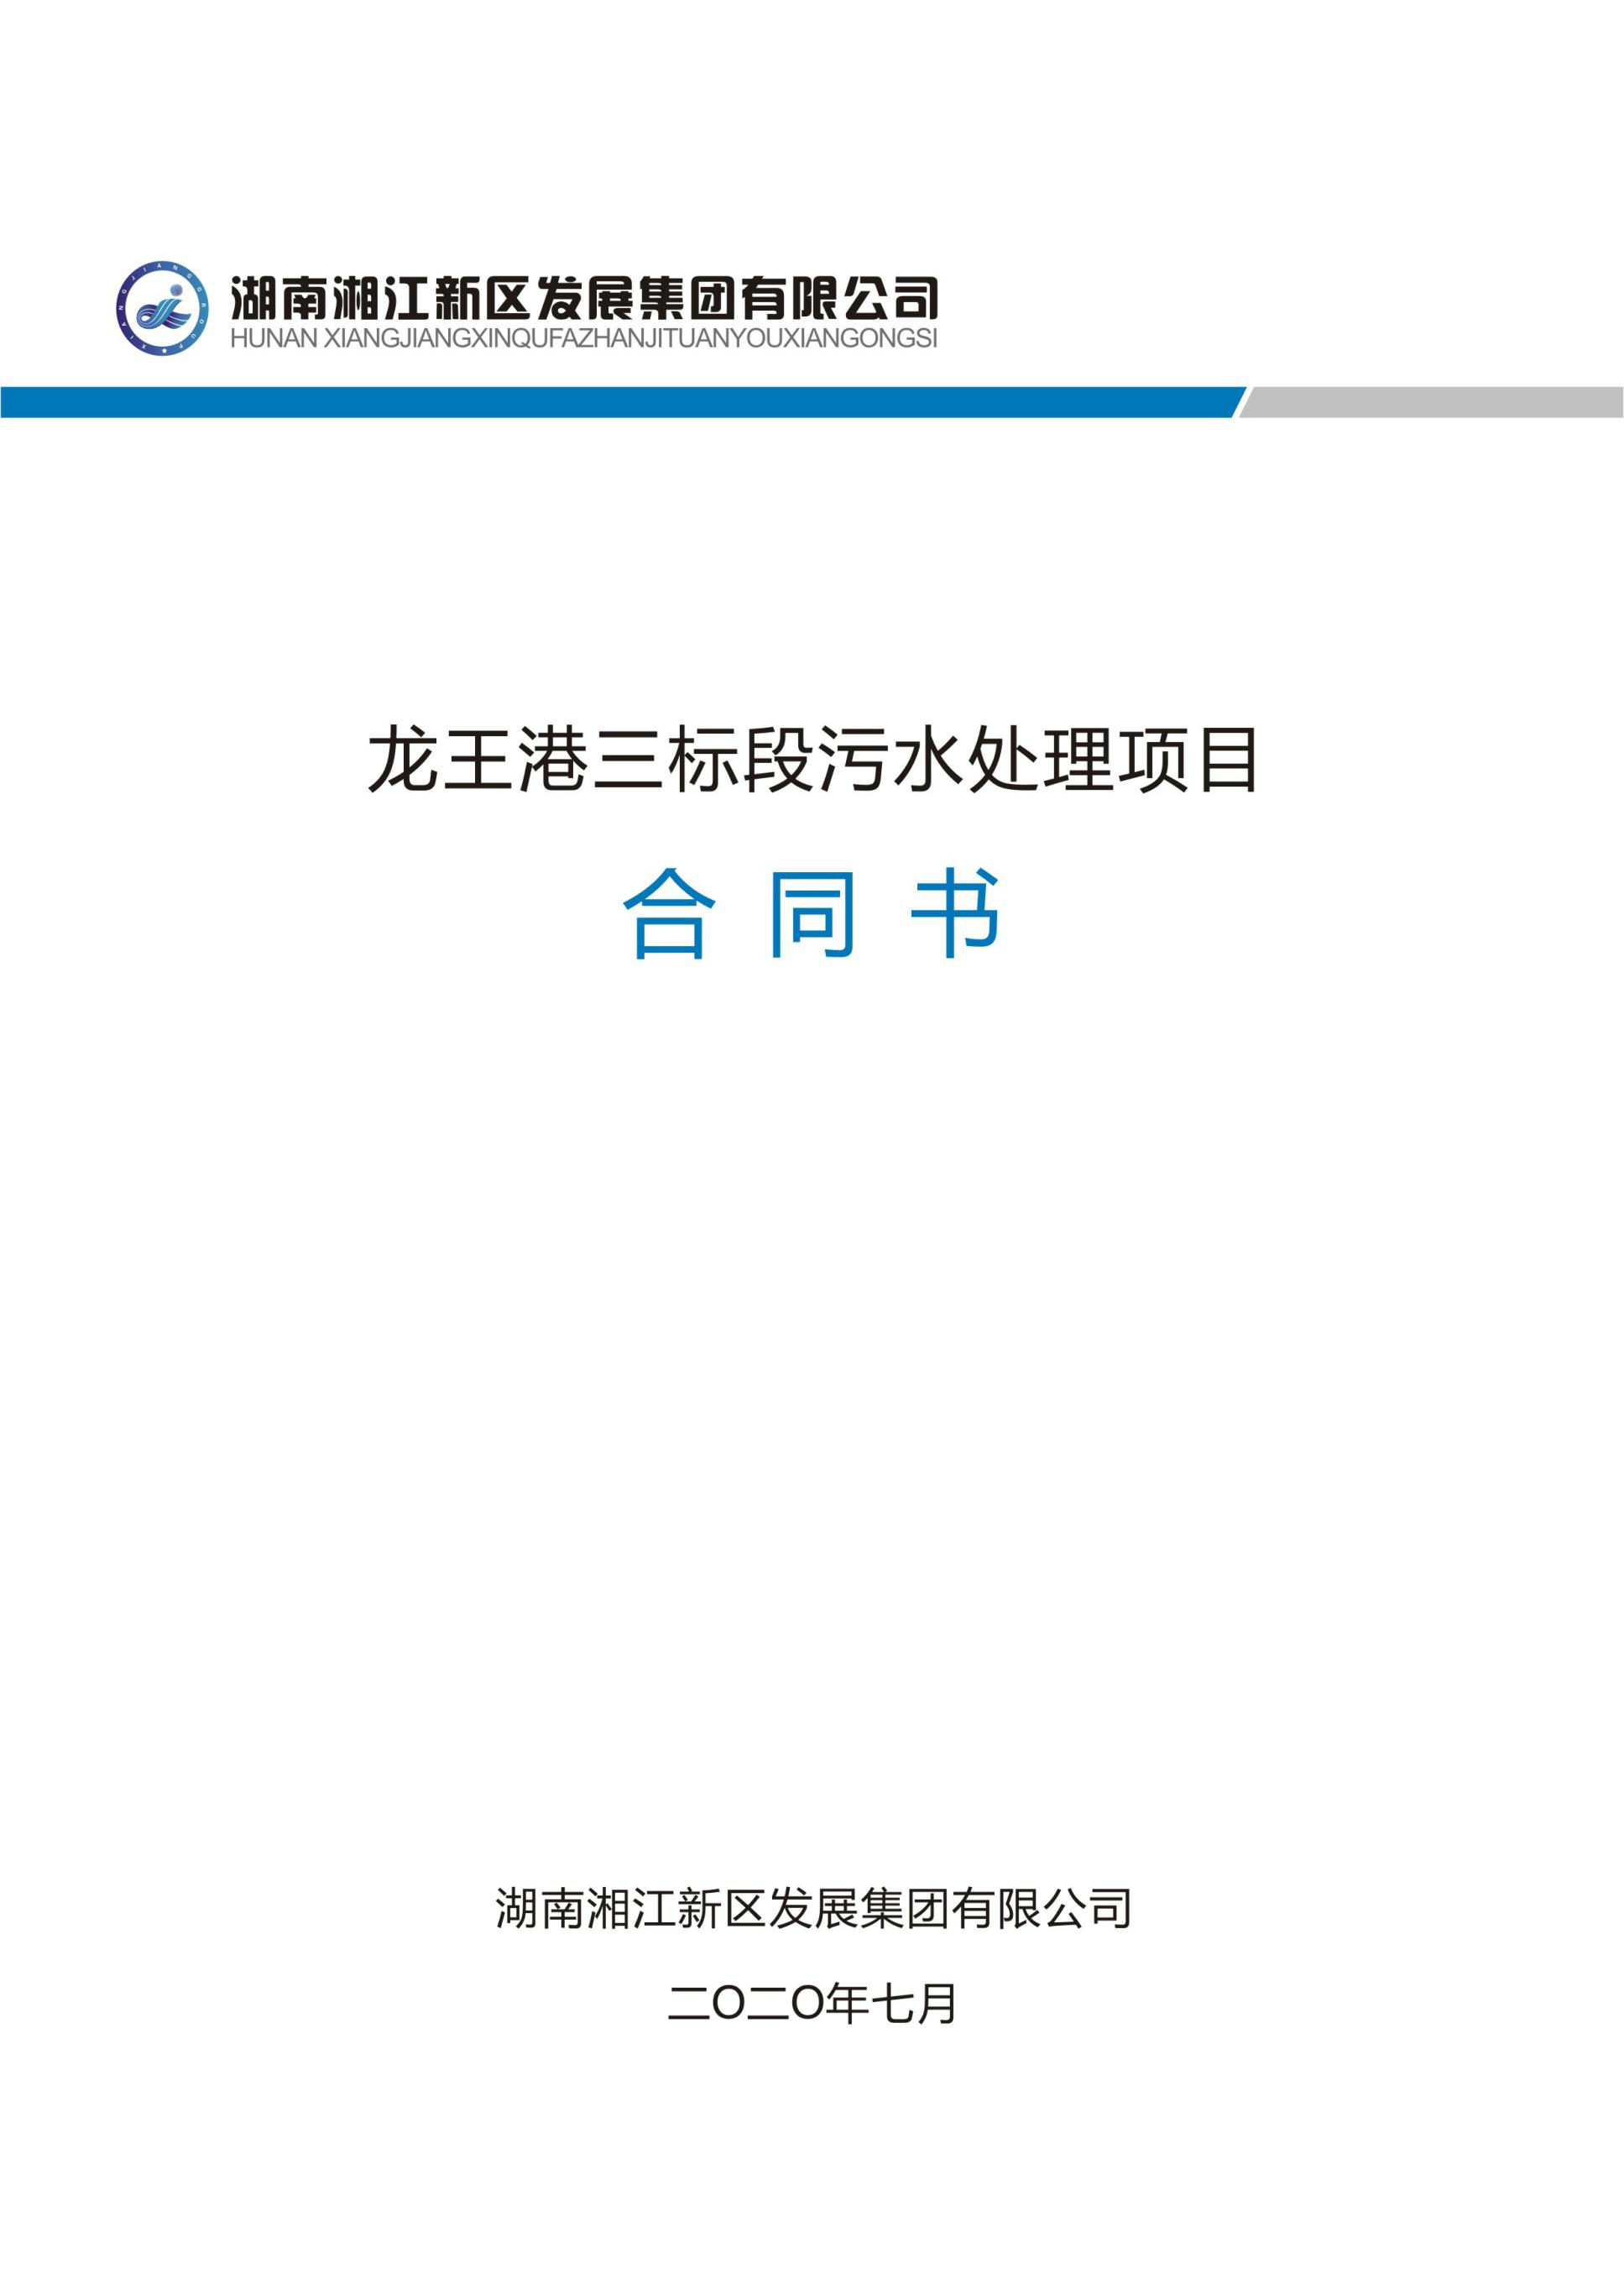 湖南湘江新区发展集团有限公司
HUNAN XIANGJIANGXINQUFAZHANJITUANYOUXIANGONGSI
龙王港三标段污水处理项目
合同书
湖南湘江新区发展集团有限公司
二〇二〇年七月